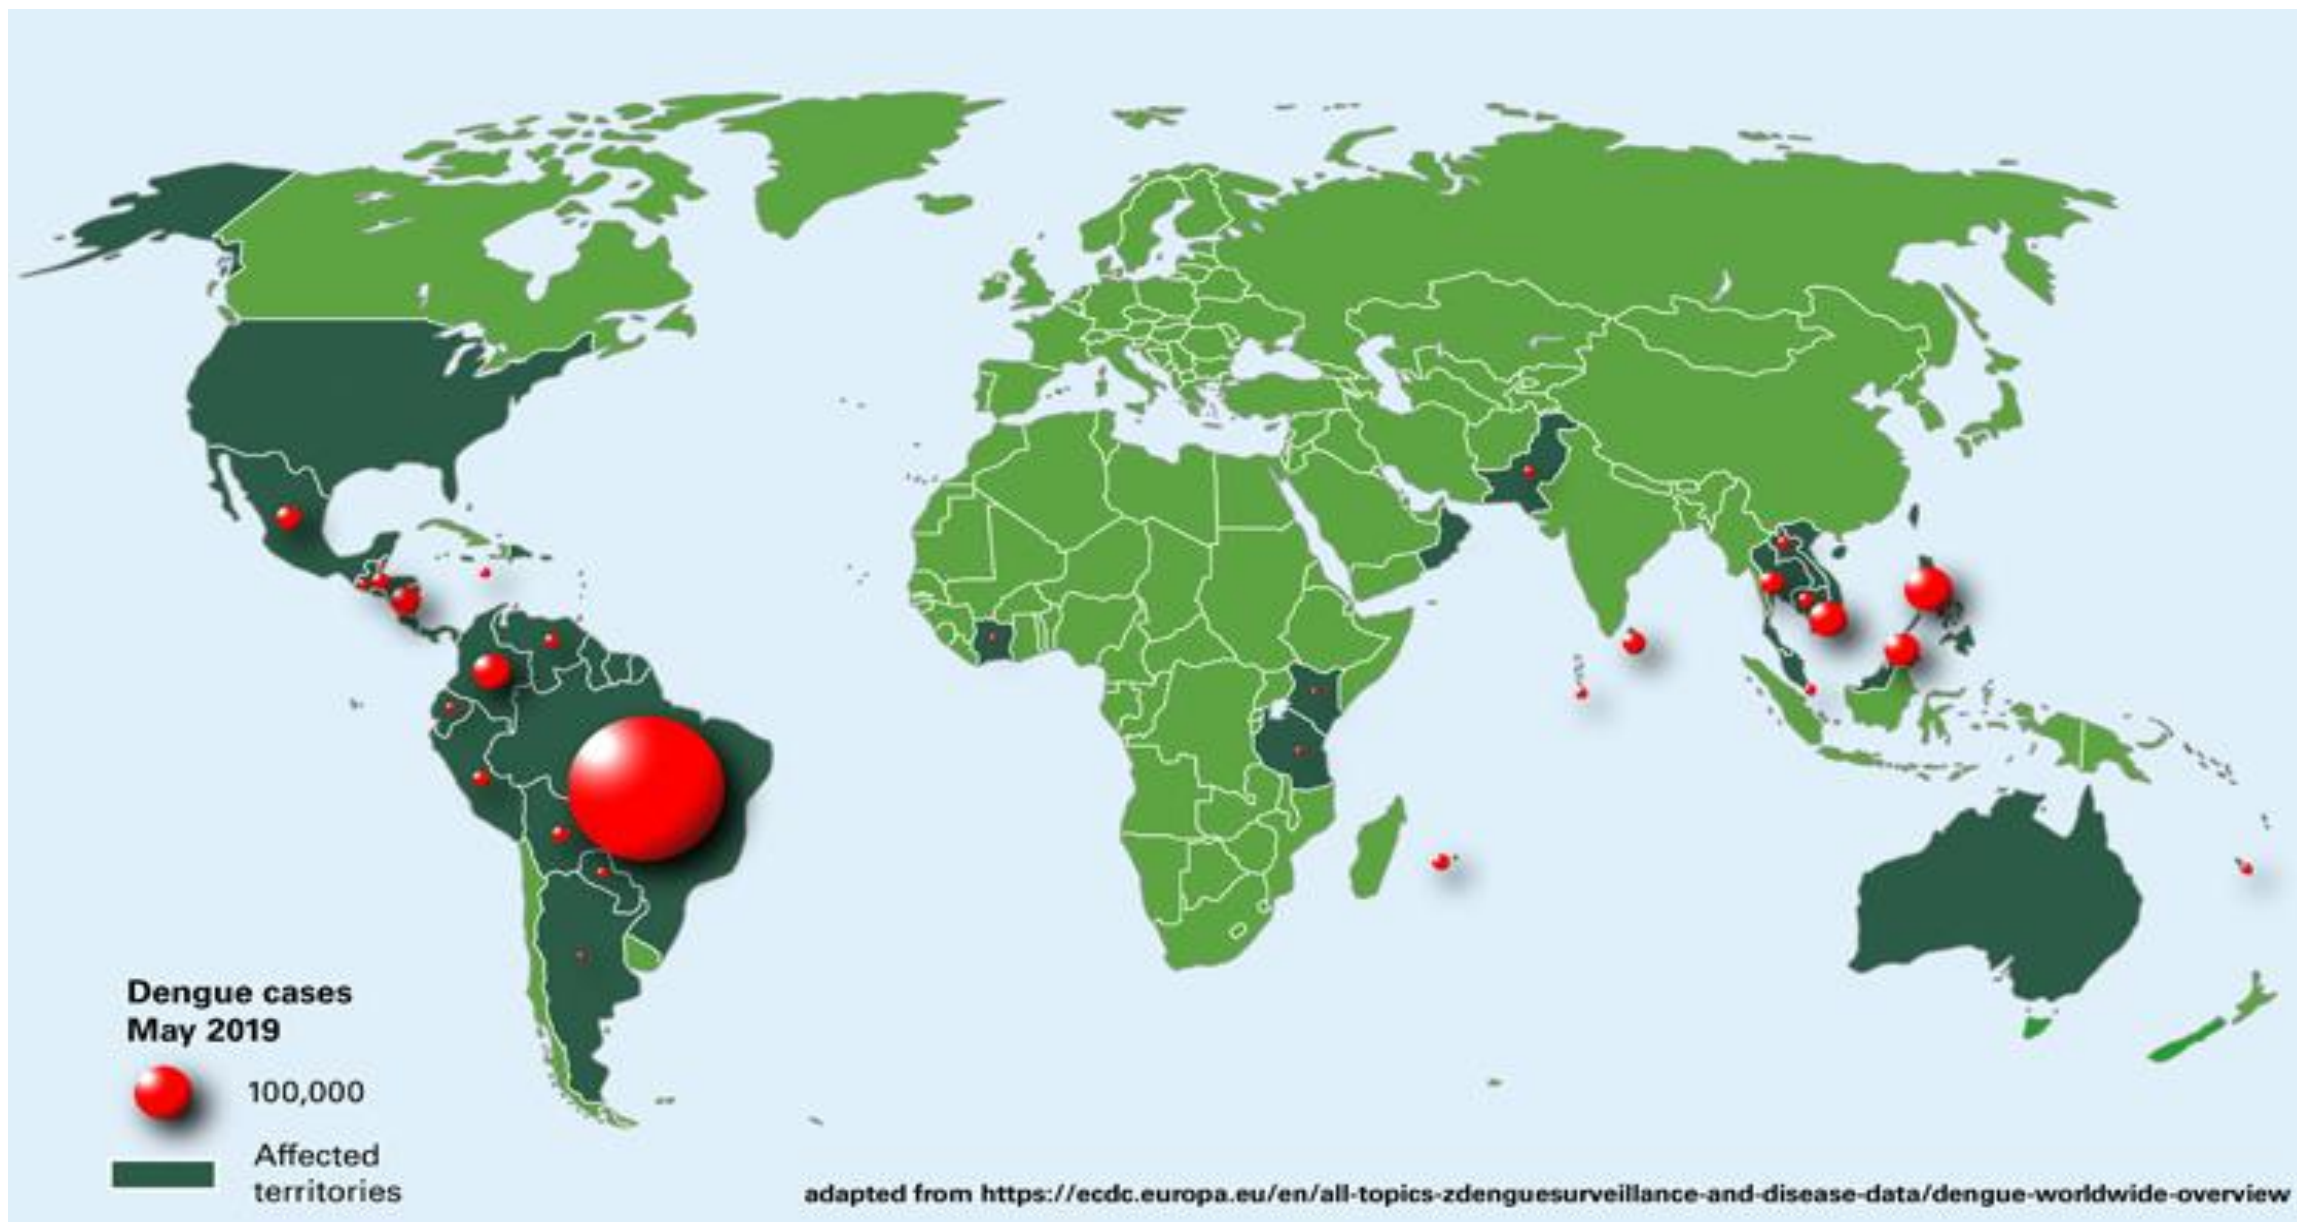 Dengue cases
May 2019
100,000
Affected
territories
adapted from https://ecdc.europa.eu/en/all-topics-zdenguesurveillance-and-disease-data/dengue-worldwide-overview